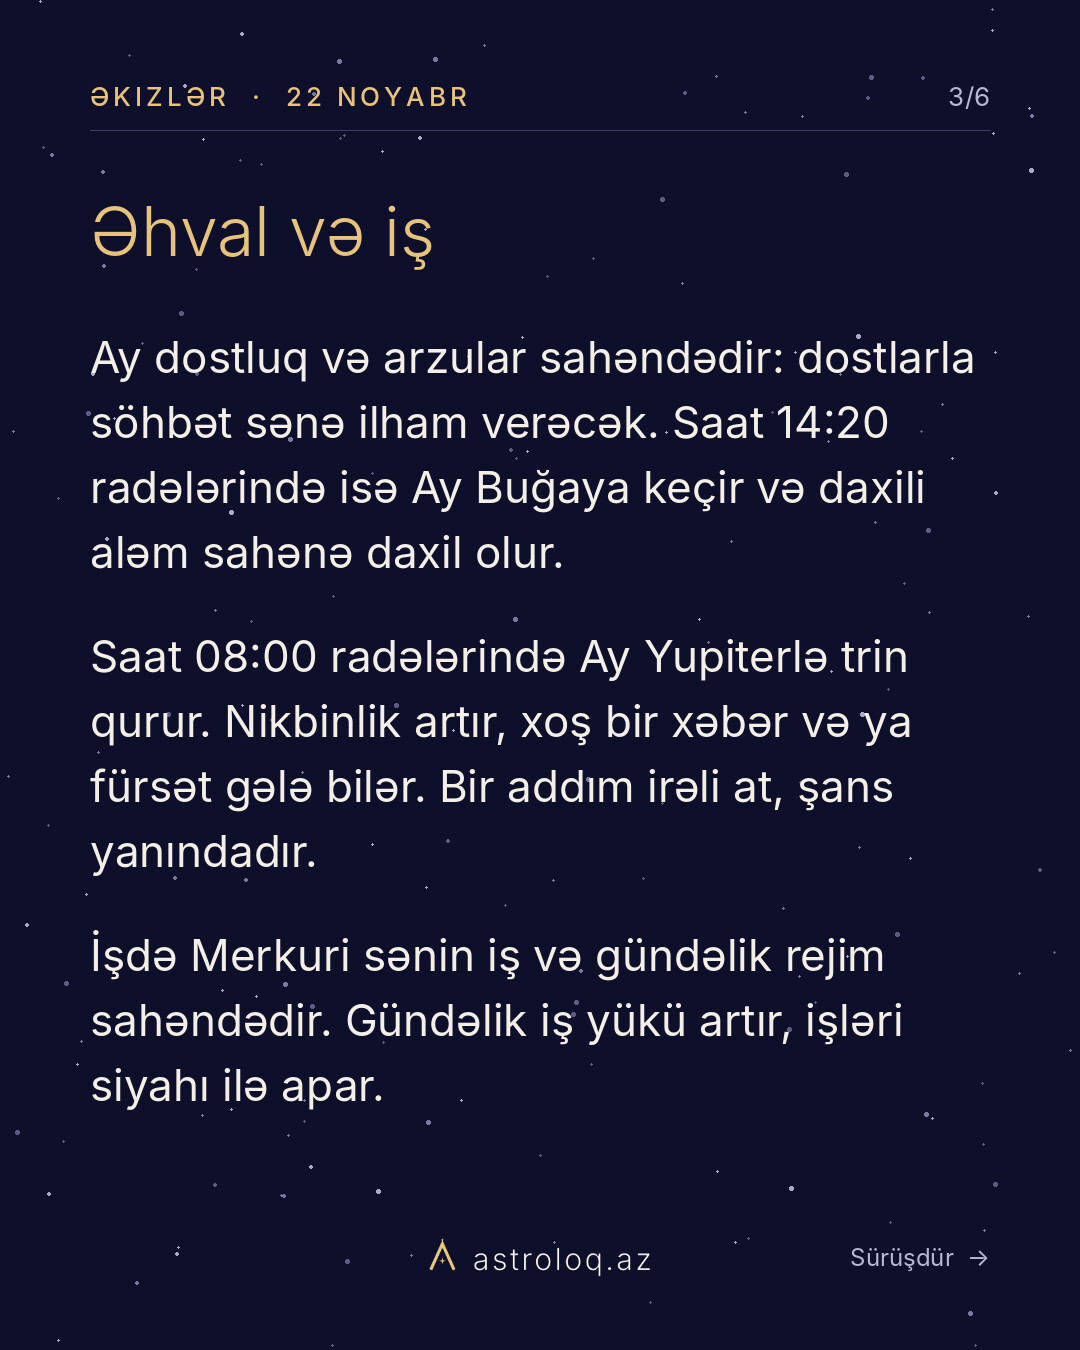 ƏKIZLƏR · 22 NOYABR
3/6
Əhval və iş
Ay dostluq və arzular sahəndədir: dostlarla
söhbət sənə ilham verəcək. Saat 14:20
radələrində isə Ay Buğaya keçir və daxili
aləm sahənə daxil olur.
Saat 08:00 radələrində Ay Yupiterlə trin
qurur. Nikbinlik artır, xoş bir xəbər və ya
fürsət gələ bilər. Bir addım irəli at, şans
yanındadır.
İşdə Merkuri sənin iş və gündəlik rejim
sahəndədir. Gündəlik iş yükü artır, işləri
siyahı ilə apar.
astroloq.az
Sürüşdür →